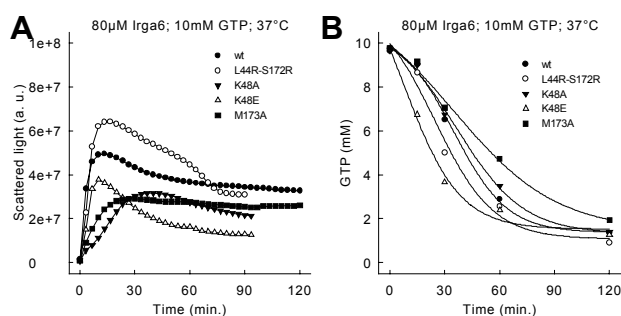 A
80µM Irga6; 10mM GTP; 37°C
Scattered light (a. u.)
1e+8
8e+7
6e+7
4e+7
2e+7
0
wt
L44R-S172R
K48A
K48E
M173A
0 30 60 90 120
Time (min.)
B
80µM Irga6; 10mM GTP; 37°C
GTP (mM)
10
8
6
4
2
0
wt
L44R-S172R
K48A
K48E
M173A
0 30 60 90 120
Time (min.)